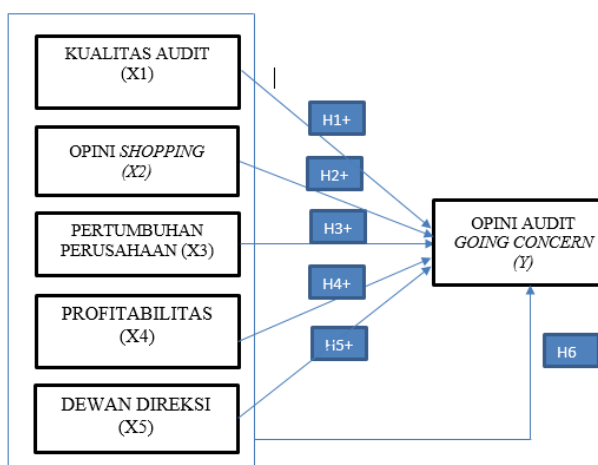 KUALITAS AUDIT
(X1)
OPINI SHOPPING
(X2)
PERTUMBUHAN
PERUSAHAAN (X3)
PROFITABILITAS
(X4)
DEWAN DIREKSI
(X5)
H1+
H2+
H3+
H4+
H5+
H6
OPINI AUDIT
GOING CONCERN
(Y)